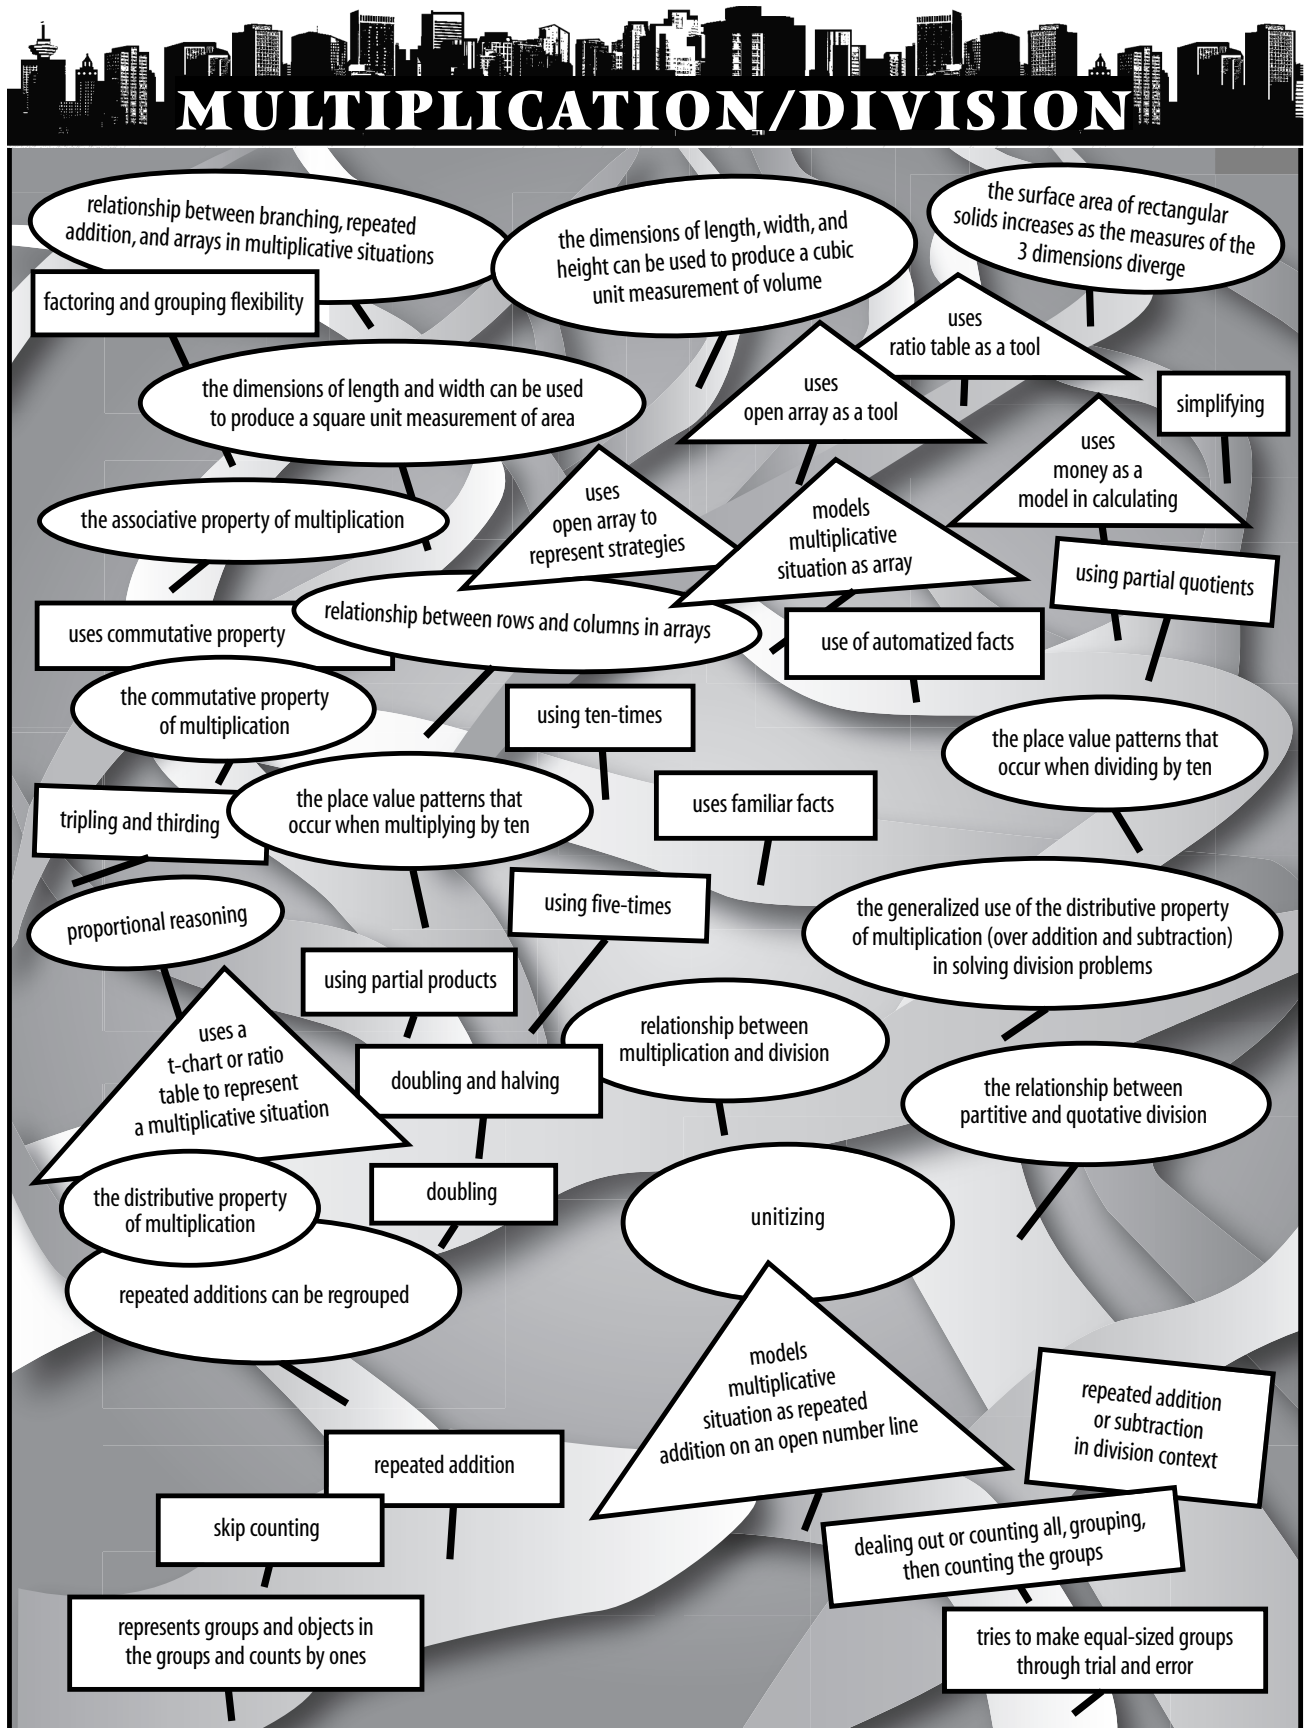 MULTIPLICATION/DIVISION
relationship between branching, repeated
addition, and arrays in multiplicative situations
the dimensions of length, width, and
height can be used to produce a cubic
unit measurement of volume
the surface area of rectangular
solids increases as the measures of the
3 dimensions diverge
factoring and grouping flexibility
uses
ratio table as a tool
the dimensions of length and width can be used
to produce a square unit measurement of area
uses
open array as a tool
simplifying
uses
money as a
model in calculating
the associative property of multiplication
uses
open array to
represent strategies
models
multiplicative
situation as array
using partial quotients
uses commutative property
relationship between rows and columns in arrays
use of automatized facts
the commutative property
of multiplication
using ten-times
the place value patterns that
occur when dividing by ten
tripling and thirding
the place value patterns that
occur when multiplying by ten
uses familiar facts
proportional reasoning
using five-times
the generalized use of the distributive property
of multiplication (over addition and subtraction)
in solving division problems
using partial products
uses a
t-chart or ratio
table to represent
a multiplicative situation
relationship between
multiplication and division
doubling and halving
the relationship between
partitive and quotative division
the distributive property
of multiplication
doubling
unitizing
repeated additions can be regrouped
models
multiplicative
situation as repeated
addition on an open number line
repeated addition
or subtraction
in division context
repeated addition
skip counting
dealing out or counting all, grouping,
then counting the groups
represents groups and objects in
the groups and counts by ones
tries to make equal-sized groups
through trial and error